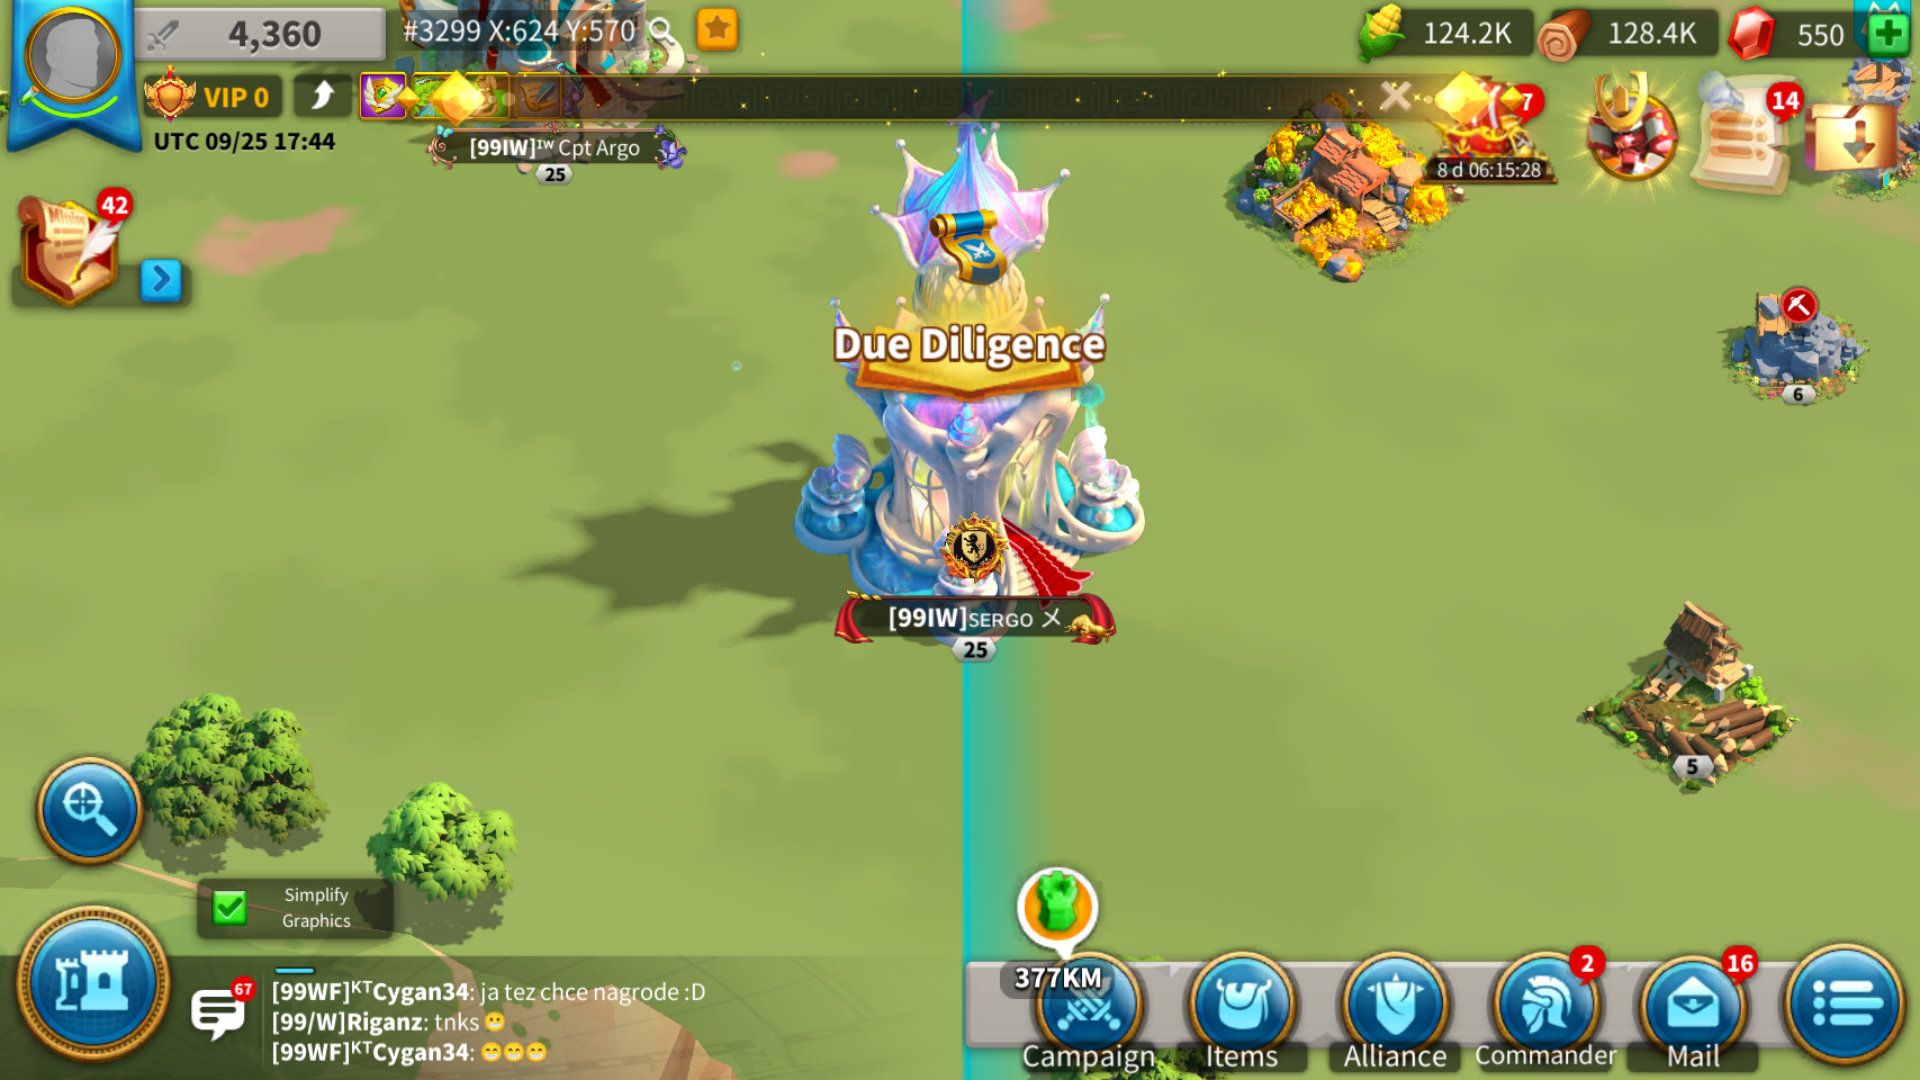 4,360
#3299 X:624 Y:570
124.2K
128.4K
550
VIP 0
UTC 09/25 17:44
[99IW]ᴵᵂ Cpt Argo
25
7
8 d 06:15:28
14
Mission
42
Due Diligence
6
[99IW]SERGO メ
25
5
Simplify
Graphics
67
[99WF]ᴷᵀCygan34: ja tez chce nagrode :D
[99/W]Riganz: tnks 😬
[99WF]ᴷᵀCygan34: 😁😁😁
377KM
Campaign
Items
Alliance
2
Commander
16
Mail